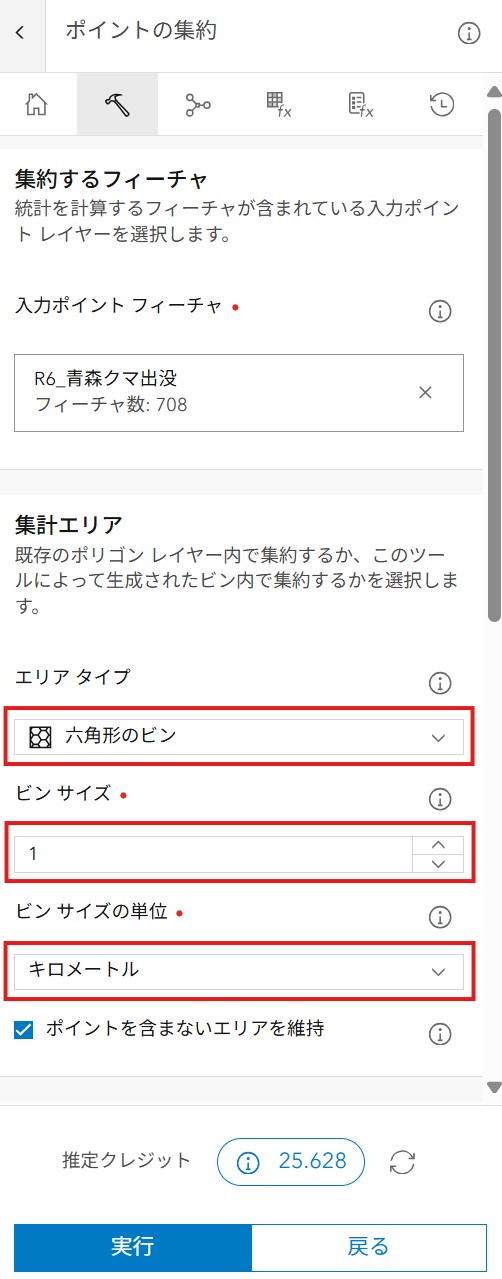 ポイントの集約
集約するフィーチャ
統計を計算するフィーチャが含まれている入力ポイン
ト レイヤーを選択します。
入力ポイント フィーチャ
R6_青森クマ出没
フィーチャ数: 708
集計エリア
既存のポリゴン レイヤー内で集約するか、このツー
ルによって生成されたビン内で集約するかを選択しま
す。
エリア タイプ
六角形のビン
ビン サイズ
1
ビン サイズの単位
キロメートル
ポイントを含まないエリアを維持
推定クレジット 25.628
実行 戻る